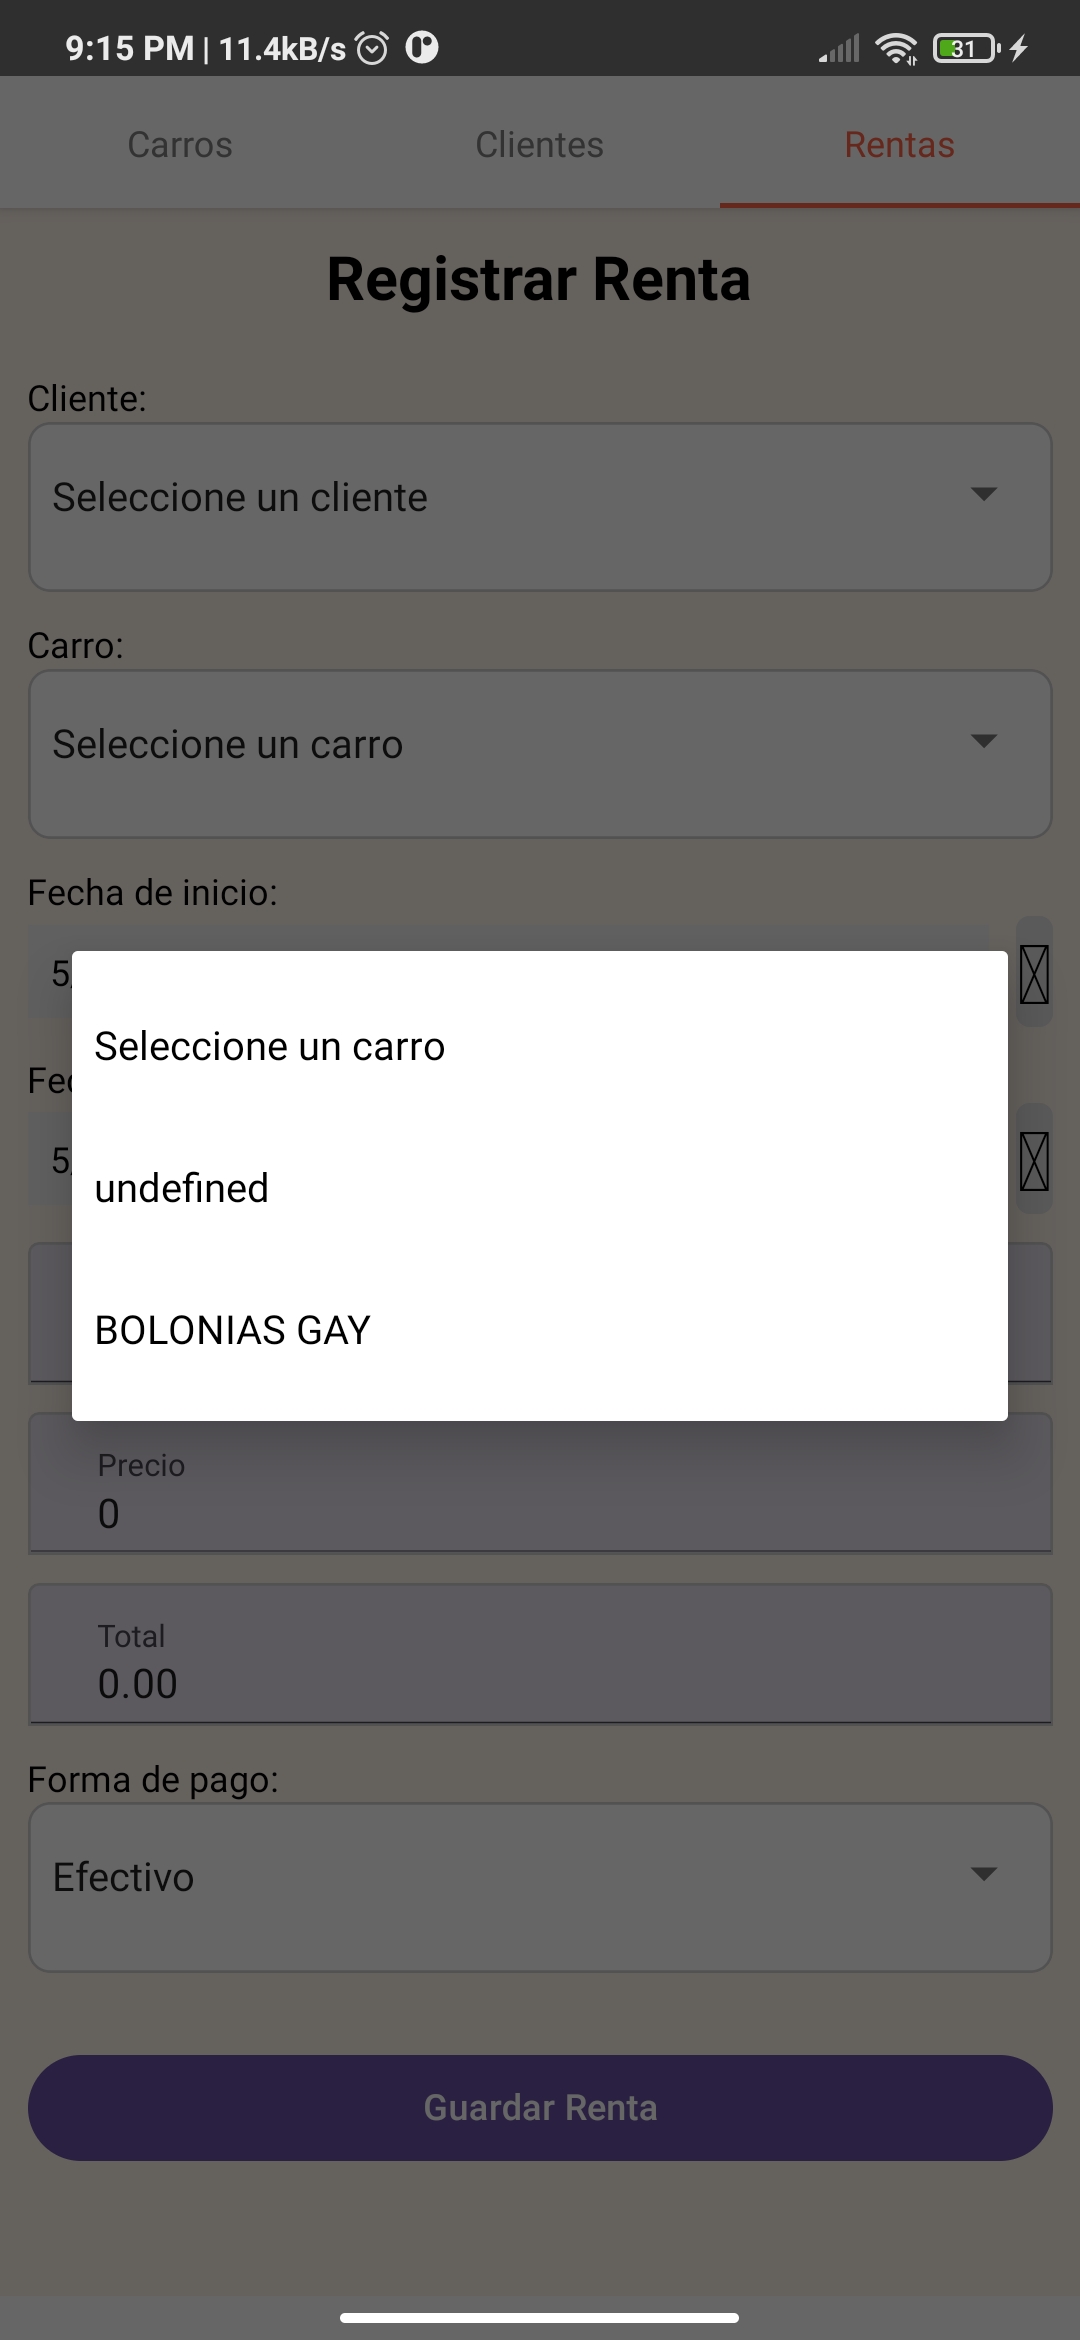 9:15 PM | 11.4kB/s
31
Carros
Clientes
Rentas
Registrar Renta
Cliente:
Seleccione un cliente
Carro:
Seleccione un carro
Fecha de inicio:
5
Seleccione un carro
Fec
undefined
5
BOLONIAS GAY
Precio
0
Total
0.00
Forma de pago:
Efectivo
Guardar Renta